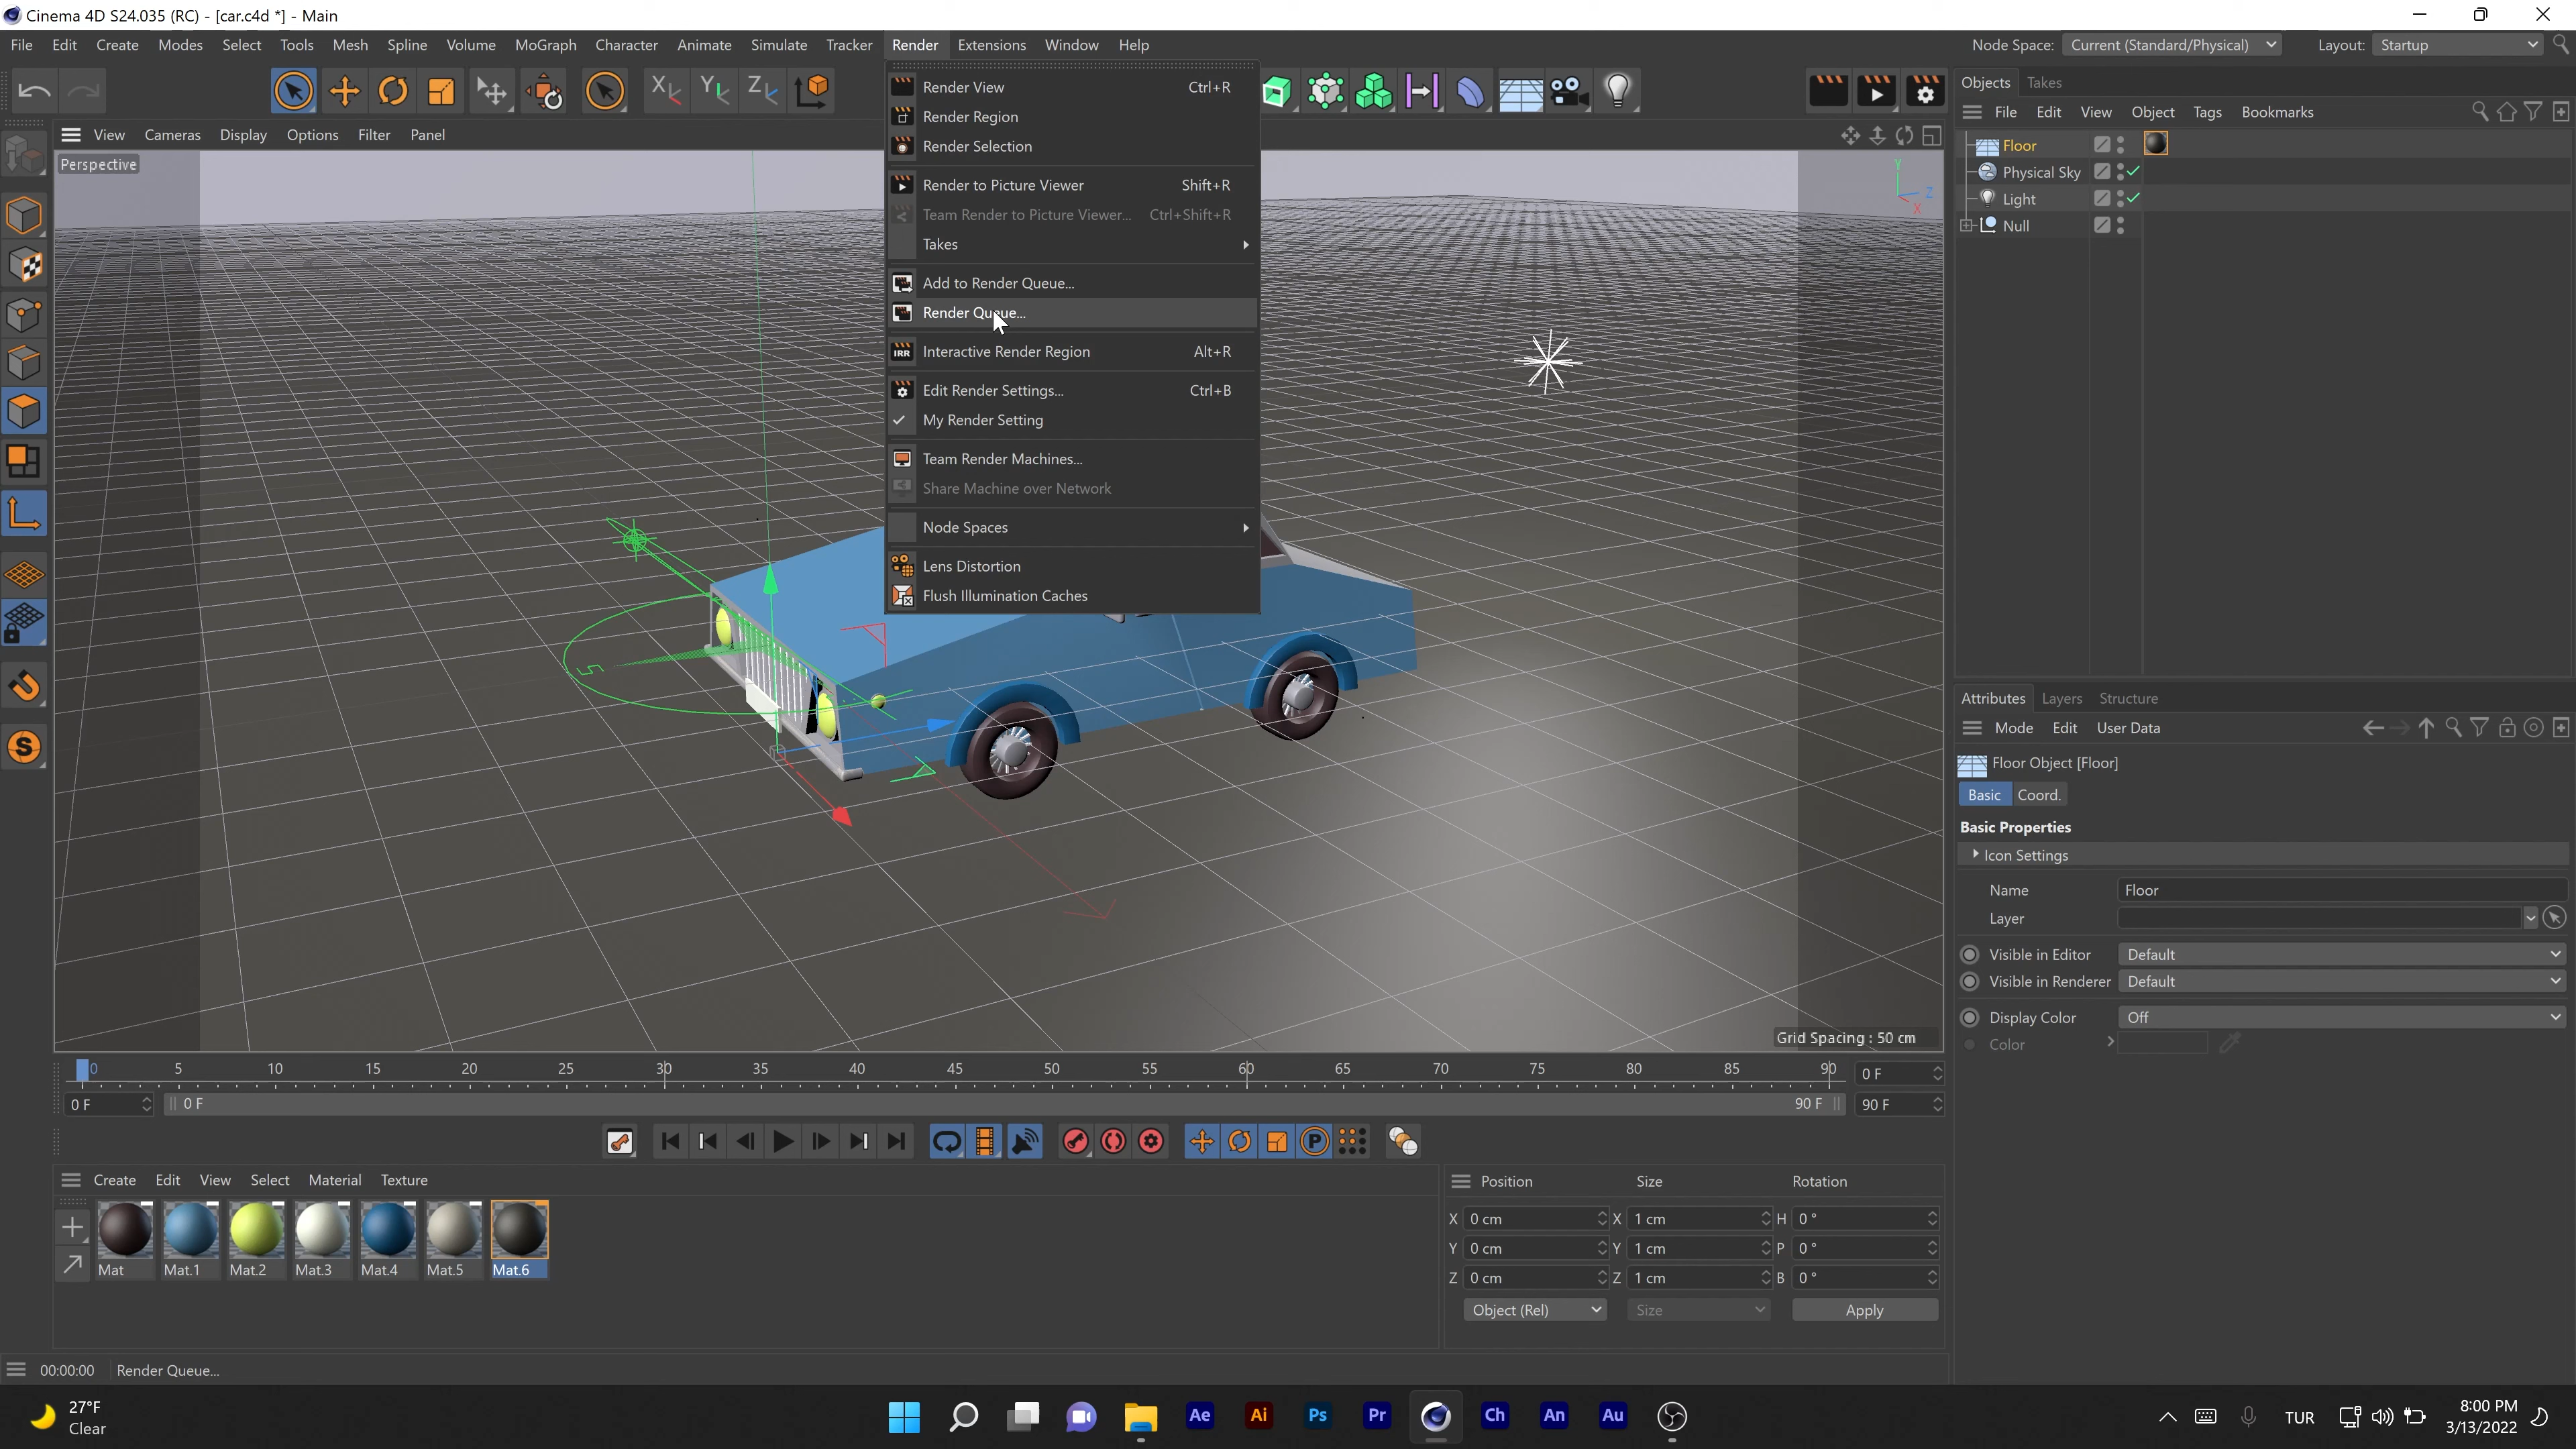 Cinema 4D S24.035 (RC) - [car.c4d *] - Main
File Edit Create Modes Select Tools Mesh Spline Volume MoGraph Character Animate Simulate Tracker Render Extensions Window Help
Node Space: Current (Standard/Physical) Layout: Startup
Render View Ctrl+R
Render Region
Render Selection
Render to Picture Viewer Shift+R
Team Render to Picture Viewer... Ctrl+Shift+R
Takes
Add to Render Queue...
Render Queue...
IRR Interactive Render Region Alt+R
Edit Render Settings... Ctrl+B
My Render Setting
Team Render Machines...
Share Machine over Network
Node Spaces
Lens Distortion
Flush Illumination Caches
X Y Z
View Cameras Display Options Filter Panel
Perspective
Y
Z
X
Grid Spacing : 50 cm
Objects Takes
File Edit View Object Tags Bookmarks
Floor
Physical Sky
Light
Null
Attributes Layers Structure
Mode Edit User Data
Floor Object [Floor]
Basic Coord.
Basic Properties
Icon Settings
Name Floor
Layer
Visible in Editor Default
Visible in Renderer Default
Display Color Off
Color
0 5 10 15 20 25 30 35 40 45 50 55 60 65 70 75 80 85 90 0 F
0 F 0 F 90 F 90 F
P
Create Edit View Select Material Texture
Mat Mat.1 Mat.2 Mat.3 Mat.4 Mat.5 Mat.6
Position Size Rotation
X 0 cm X 1 cm H 0 °
Y 0 cm Y 1 cm P 0 °
Z 0 cm Z 1 cm B 0 °
Object (Rel) Size Apply
00:00:00 Render Queue...
27°F
Clear
Ae Ai Ps Pr Ch An Au
TUR
8:00 PM
3/13/2022